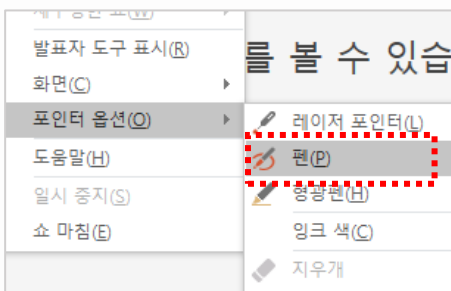 발표자 도구 표시(R)
화면(C)
포인터 옵션(O)
도움말(H)
일시 중지(S)
쇼 마침(E)
를 볼 수 있습
레이저 포인터(L)
펜(P)
형광펜(H)
잉크 색(C)
지우개